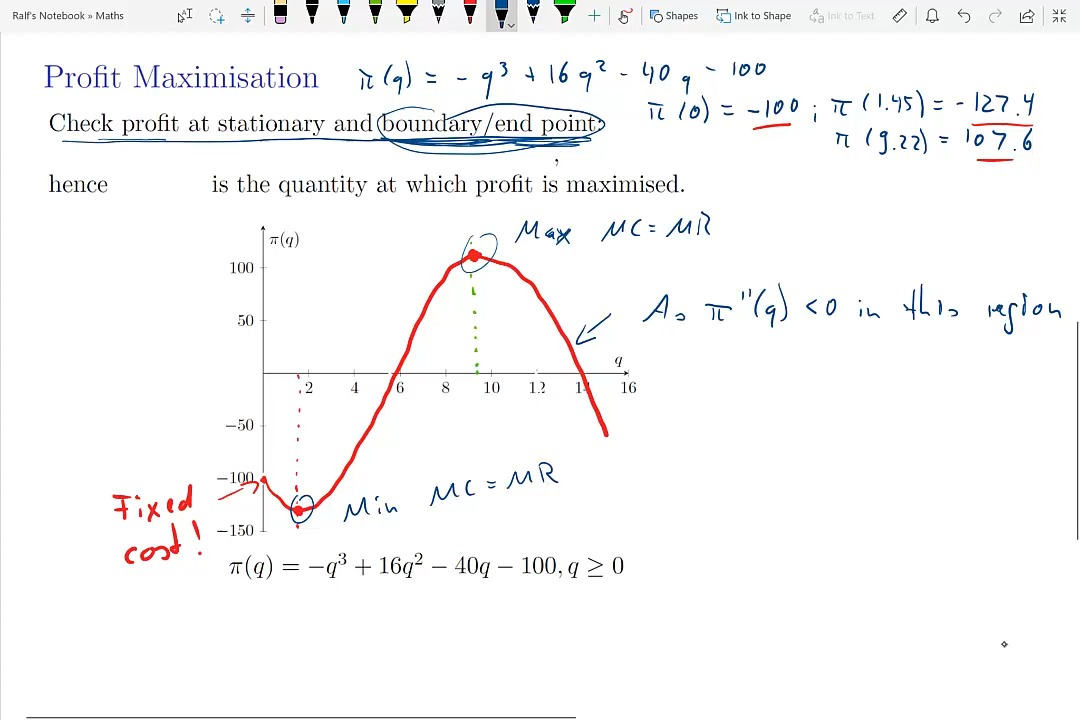 Ralf's Notebook » Maths
Shapes
Ink to Shape
Ink to Text
Profit Maximisation
π(q) = - q³ + 16q² - 40q - 100
π(0) = -100 ; π(1.45) = -127.4
Check profit at stationary and boundary/end point:
π(9.22) = 107.6
,
hence is the quantity at which profit is maximised.
Max MC = MR
π(q)
100
As π''(q) < 0 in this region
50
q
2 4 6 8 10 12 14 16
−50
−100
Min MC = MR
Fixed cost!
−150
π(q) = −q³ + 16q² − 40q − 100, q ≥ 0